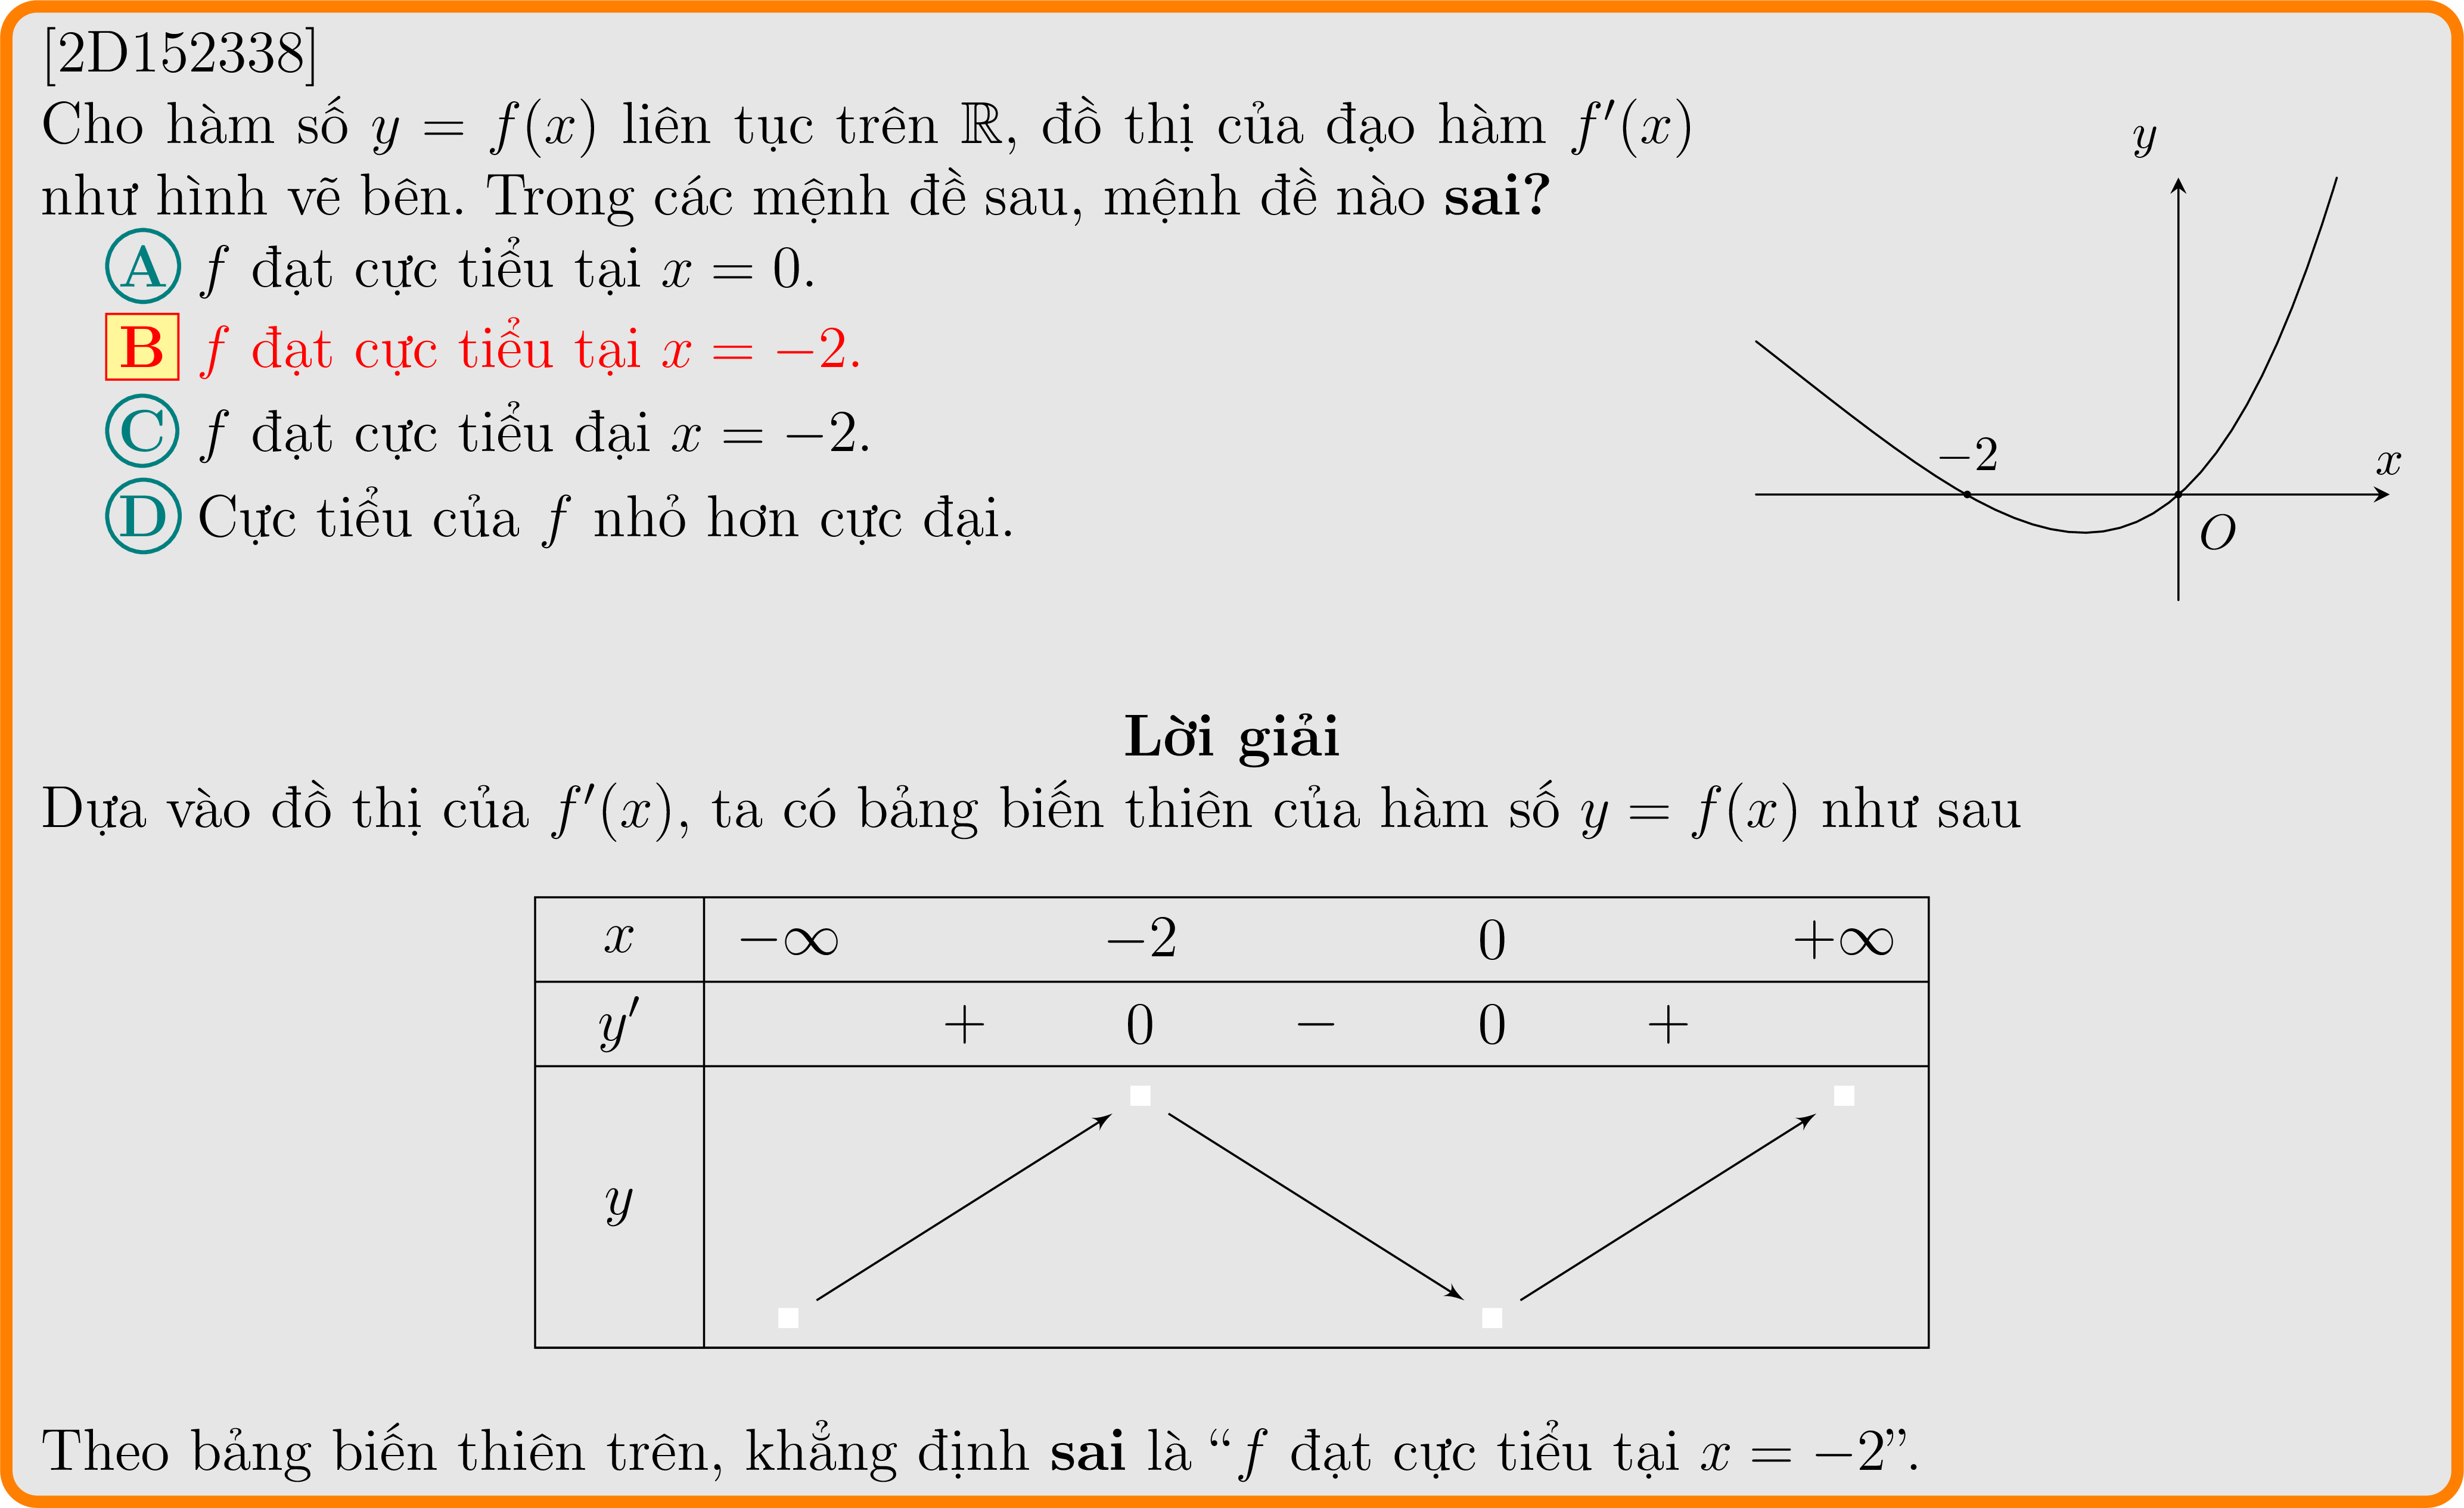 [2D152338]
Cho hàm số y = f(x) liên tục trên ℝ, đồ thị của đạo hàm f′(x)
như hình vẽ bên. Trong các mệnh đề sau, mệnh đề nào sai?
A f đạt cực tiểu tại x = 0.
B f đạt cực tiểu tại x = −2.
C f đạt cực tiểu đại x = −2.
D Cực tiểu của f nhỏ hơn cực đại.
y
−2
x
O
Lời giải
Dựa vào đồ thị của f′(x), ta có bảng biến thiên của hàm số y = f(x) như sau
x −∞ −2 0 +∞
y′ + 0 − 0 +
y
Theo bảng biến thiên trên, khẳng định sai là “f đạt cực tiểu tại x = −2”.